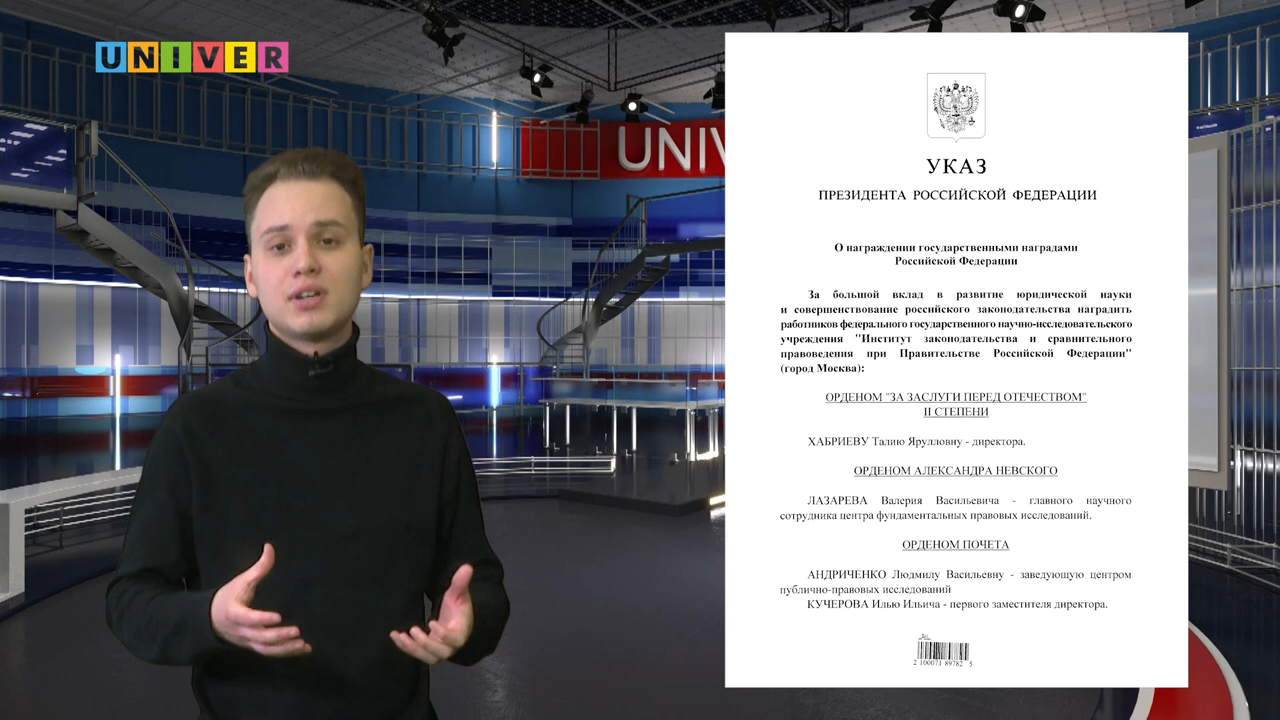 UNIVER
UNIV
УКАЗ
ПРЕЗИДЕНТА РОССИЙСКОЙ ФЕДЕРАЦИИ
О награждении государственными наградами
Российской Федерации
За большой вклад в развитие юридической науки
и совершенствование российского законодательства наградить
работников федерального государственного научно-исследовательского
учреждения "Институт законодательства и сравнительного
правоведения при Правительстве Российской Федерации"
(город Москва):
ОРДЕНОМ "ЗА ЗАСЛУГИ ПЕРЕД ОТЕЧЕСТВОМ"
II СТЕПЕНИ
ХАБРИЕВУ Талию Ярулловну - директора.
ОРДЕНОМ АЛЕКСАНДРА НЕВСКОГО
ЛАЗАРЕВА Валерия Васильевича - главного научного
сотрудника центра фундаментальных правовых исследований.
ОРДЕНОМ ПОЧЕТА
АНДРИЧЕНКО Людмилу Васильевну - заведующую центром
публично-правовых исследований
КУЧЕРОВА Илью Ильича - первого заместителя директора.
2 100071 89782 5